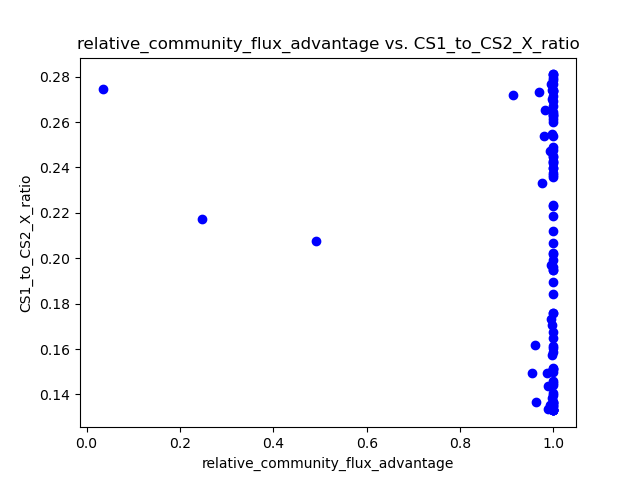 relative_community_flux_advantage vs. CS1_to_CS2_X_ratio
0.28
0.26
0.24
0.22
0.20
0.18
0.16
0.14
CS1_to_CS2_X_ratio
0.0 0.2 0.4 0.6 0.8 1.0
relative_community_flux_advantage